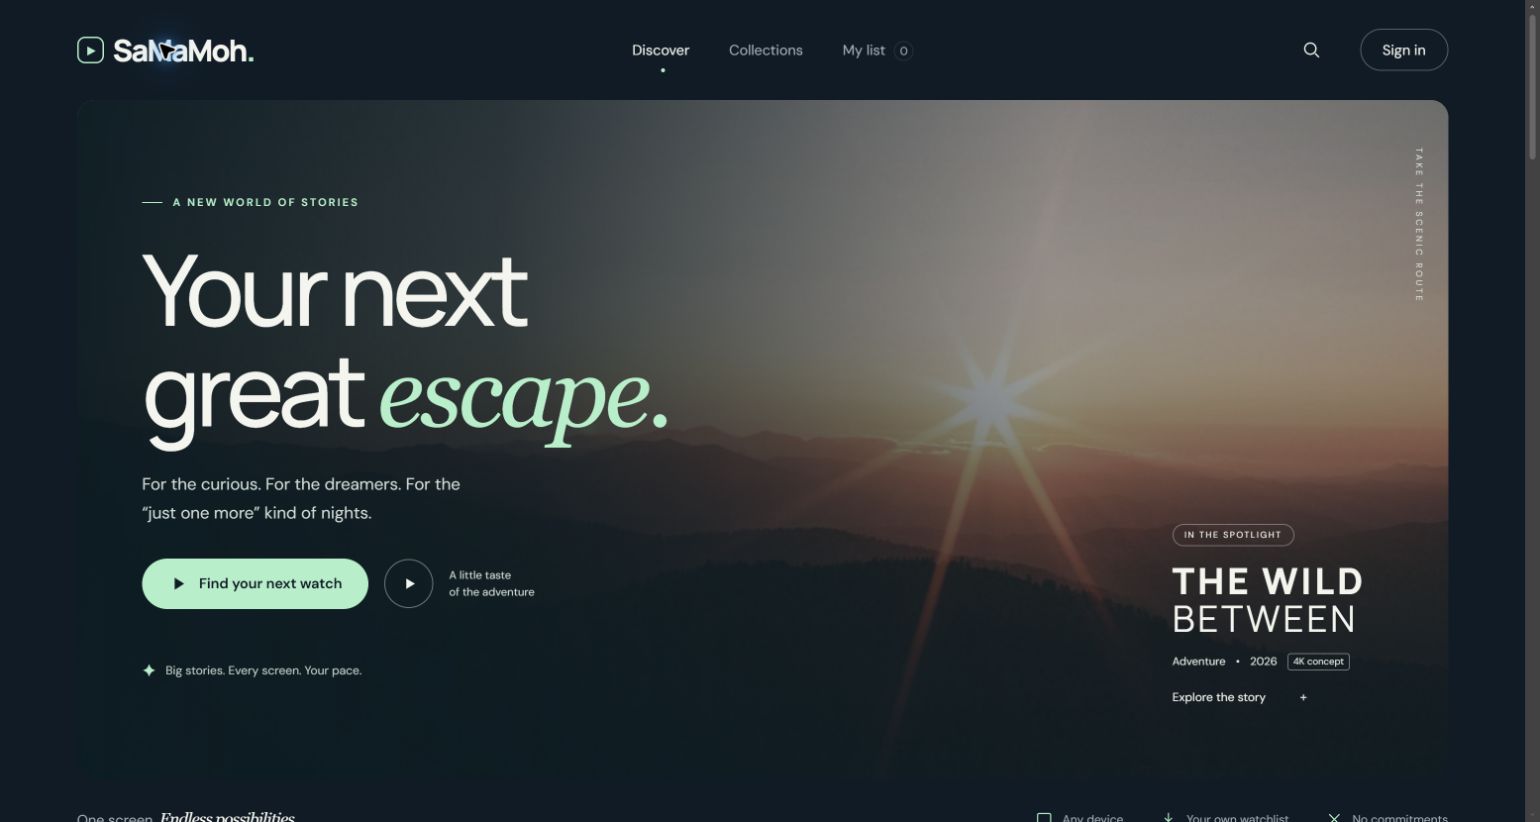 Discover
Collections
My list 0
Sign in
TAKE THE SCENIC ROUTE
A NEW WORLD OF STORIES
Your next
great escape.
For the curious. For the dreamers. For the
“just one more” kind of nights.
Find your next watch
A little taste
of the adventure
Big stories. Every screen. Your pace.
IN THE SPOTLIGHT
THE WILD
BETWEEN
Adventure • 2026 4K concept
Explore the story +
One screen. Endless possibilities.
Any device
Your own watchlist
No commitments